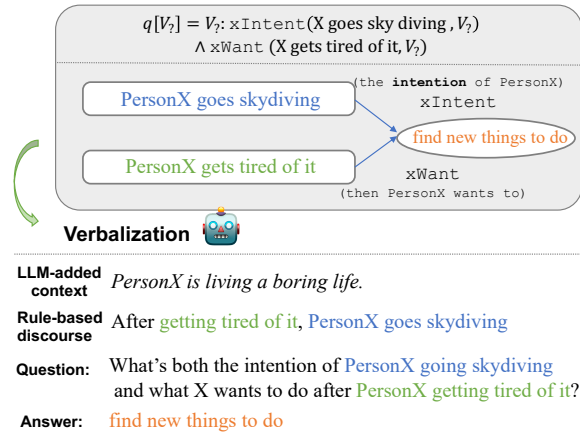 q[V?] = V?: xIntent(X goes sky diving , V?)
∧ xWant (X gets tired of it, V?)
(the intention of PersonX)
PersonX goes skydiving
xIntent
find new things to do
PersonX gets tired of it
xWant
(then PersonX wants to)
Verbalization
LLM-added context PersonX is living a boring life.
Rule-based discourse After getting tired of it, PersonX goes skydiving
Question: What's both the intention of PersonX going skydiving
and what X wants to do after PersonX getting tired of it?
Answer: find new things to do